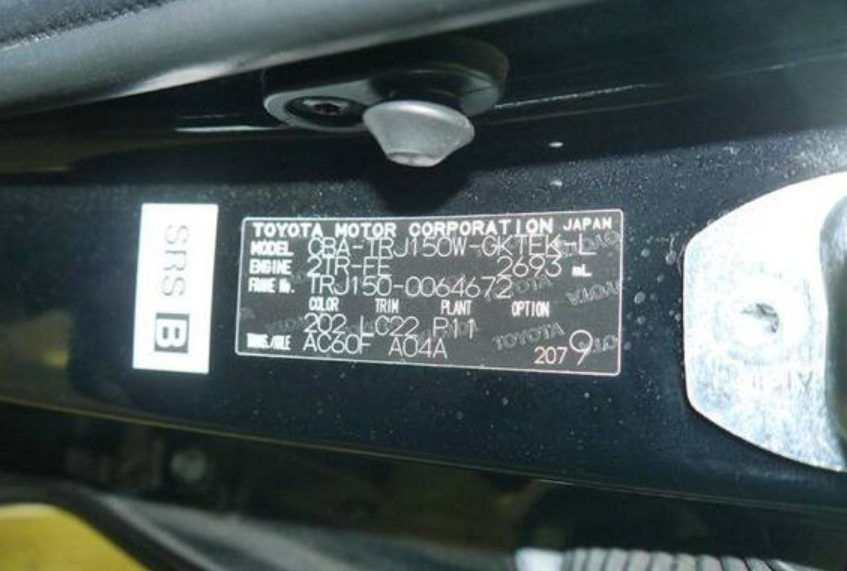 SRS B
TOYOTA MOTOR CORPORATION JAPAN
MODEL CBA-TRJ150W-GKTEK-L
ENGINE 2TR-FE 2693 mL
FRAME No. TRJ150-0064672
COLOR TRIM PLANT OPTION
202 LC22 P11
TRANS./AXLE AC60F A04A
2079